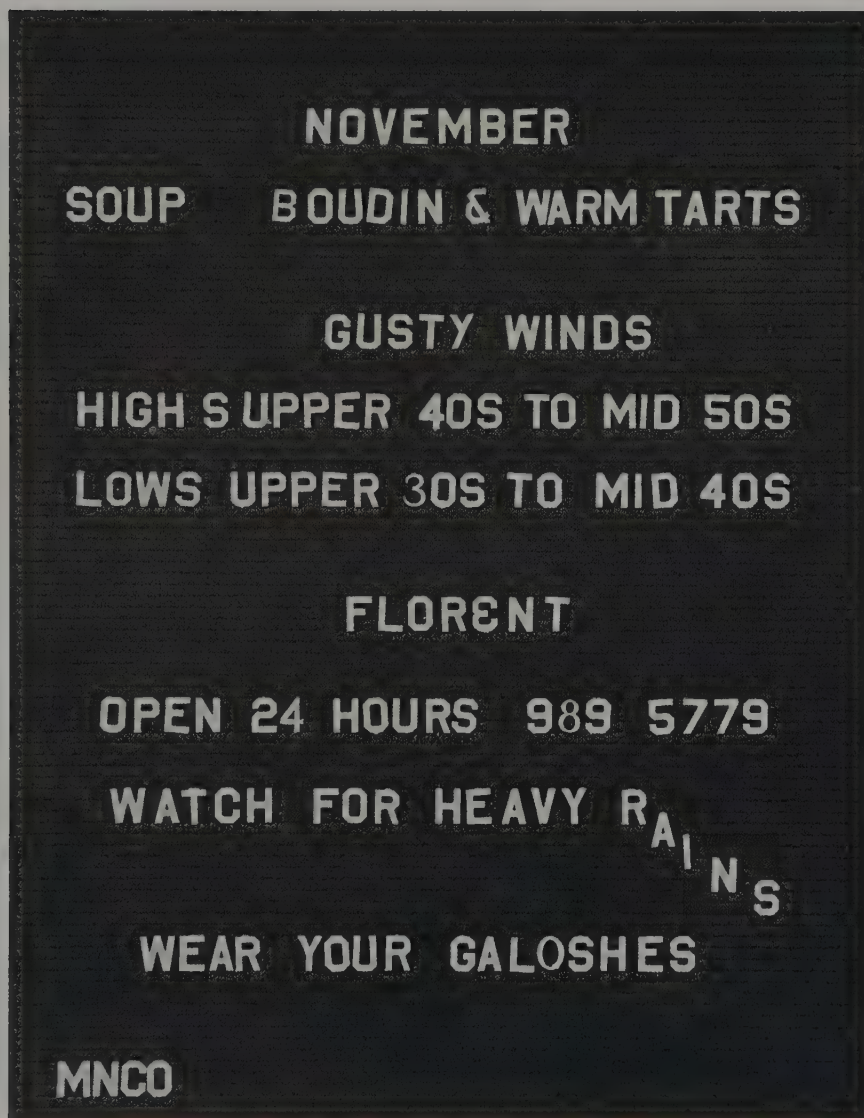 NOVEMBER
SOUP BOUDIN & WARM TARTS
GUSTY WINDS
HIGHS UPPER 40S TO MID 50S
LOWS UPPER 30S TO MID 40S
FLORENT
OPEN 24 HOURS 989 5779
WATCH FOR HEAVY RAINS
WEAR YOUR GALOSHES
MNCO